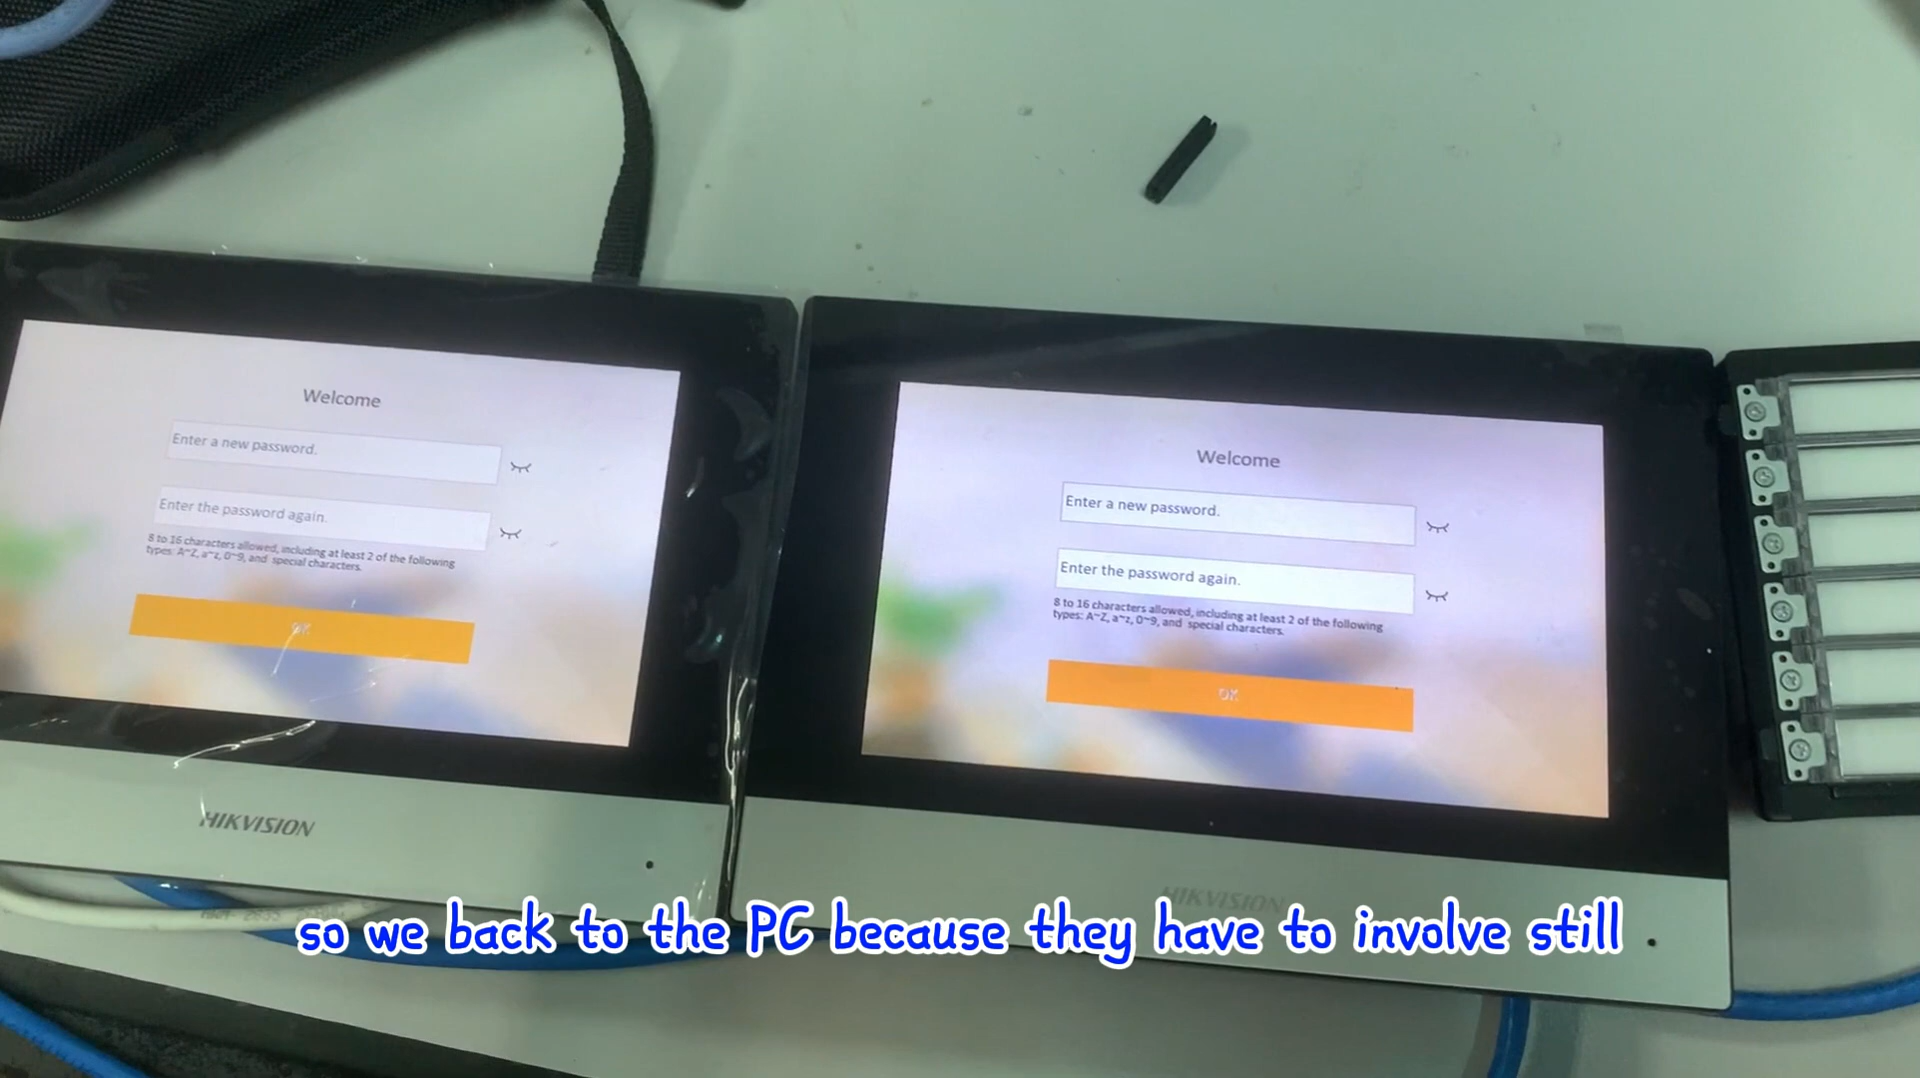 Welcome
Enter a new password.
Enter the password again.
8 to 16 characters allowed, including at least 2 of the following
types: A~Z, a~z, 0~9, and special characters.
OK
HIKVISION
Welcome
Enter a new password.
Enter the password again.
8 to 16 characters allowed, including at least 2 of the following
types: A~Z, a~z, 0~9, and special characters.
OK
HIKVISION
so we back to the PC because they have to involve still